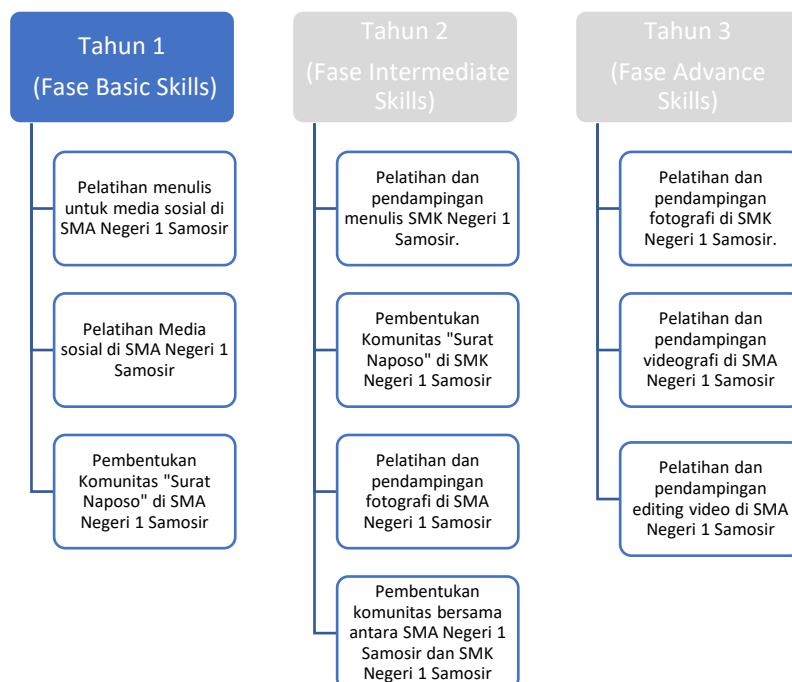 Tahun 1
(Fase Basic Skills)
Pelatihan menulis
untuk media sosial di
SMA Negeri 1 Samosir
Pelatihan Media
sosial di SMA Negeri 1
Samosir
Pembentukan
Komunitas "Surat
Naposo" di SMA
Negeri 1 Samosir
Tahun 2
(Fase Intermediate
Skills)
Pelatihan dan
pendampingan
menulis SMK Negeri 1
Samosir.
Pembentukan
Komunitas "Surat
Naposo" di SMK
Negeri 1 Samosir
Pelatihan dan
pendampingan
fotografi di SMA
Negeri 1 Samosir
Pembentukan
komunitas bersama
antara SMA Negeri 1
Samosir dan SMK
Negeri 1 Samosir
Tahun 3
(Fase Advance
Skills)
Pelatihan dan
pendampingan
fotografi di SMK
Negeri 1 Samosir.
Pelatihan dan
pendampingan
videografi di SMA
Negeri 1 Samosir
Pelatihan dan
pendampingan
editing video di SMA
Negeri 1 Samosir